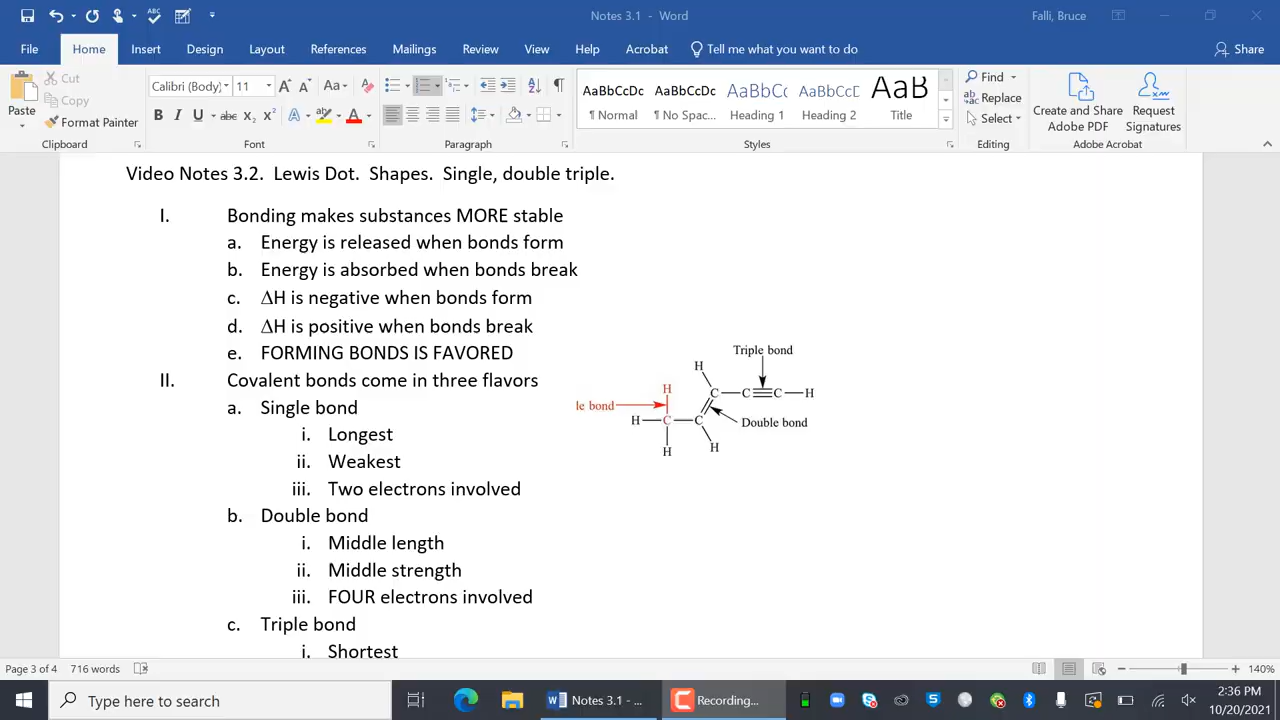 Notes 3.1 - Word
Falli, Bruce
File Home Insert Design Layout References Mailings Review View Help Acrobat Tell me what you want to do Share
Paste
Cut
Copy
Format Painter
Clipboard
Calibri (Body) 11 Aa
B I U abc x₂ x² A A
Font
Paragraph
AaBbCcDc AaBbCcDc AaBbCc AaBbCcD AaB
¶ Normal ¶ No Spac... Heading 1 Heading 2 Title
Styles
Find
Replace
Select
Editing
Create and Share Adobe PDF
Request Signatures
Adobe Acrobat
Video Notes 3.2. Lewis Dot. Shapes. Single, double triple.
I. Bonding makes substances MORE stable
a. Energy is released when bonds form
b. Energy is absorbed when bonds break
c. ΔH is negative when bonds form
d. ΔH is positive when bonds break
e. FORMING BONDS IS FAVORED
II. Covalent bonds come in three flavors
a. Single bond
i. Longest
ii. Weakest
iii. Two electrons involved
b. Double bond
i. Middle length
ii. Middle strength
iii. FOUR electrons involved
c. Triple bond
i. Shortest
Triple bond
H
H C C C H
le bond
H C C Double bond
H H
Page 3 of 4 716 words 140%
Type here to search
Notes 3.1 - ...
Recording...
2:36 PM
10/20/2021